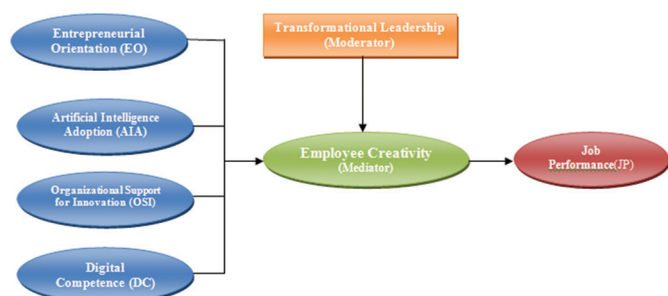 Entrepreneurial
Orientation (EO)
Transformational Leadership
(Moderator)
Artificial Intelligence
Adoption (AIA)
Employee Creativity
(Mediator)
Job
Performance(JP)
Organizational Support
for Innovation (OSI)
Digital
Competence (DC)